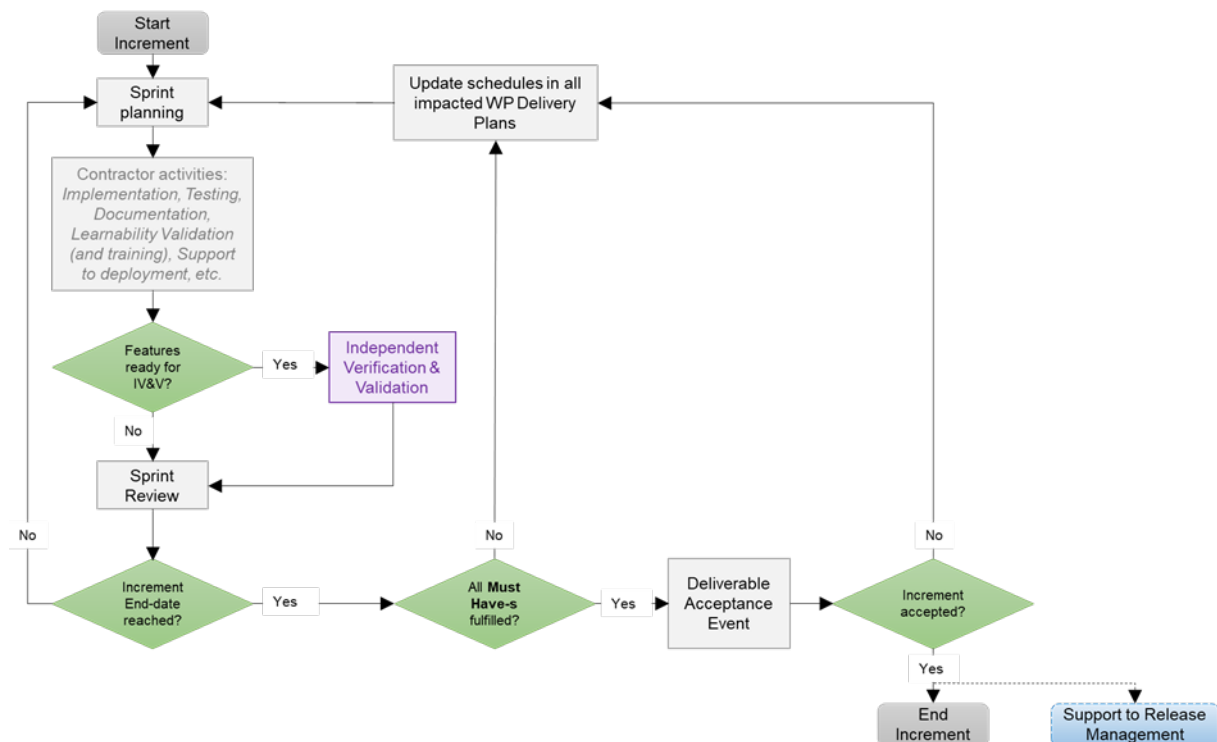 Start
Increment
Sprint
planning
Update schedules in all
impacted WP Delivery
Plans
Contractor activities:
Implementation, Testing,
Documentation,
Learnability Validation
(and training), Support
to deployment, etc.
Features
ready for
IV&V?
Yes
Independent
Verification &
Validation
No
Sprint
Review
No
Increment
End-date
reached?
Yes
No
All Must
Have-s
fulfilled?
Yes
Deliverable
Acceptance
Event
No
Increment
accepted?
Yes
End
Increment
Support to Release
Management